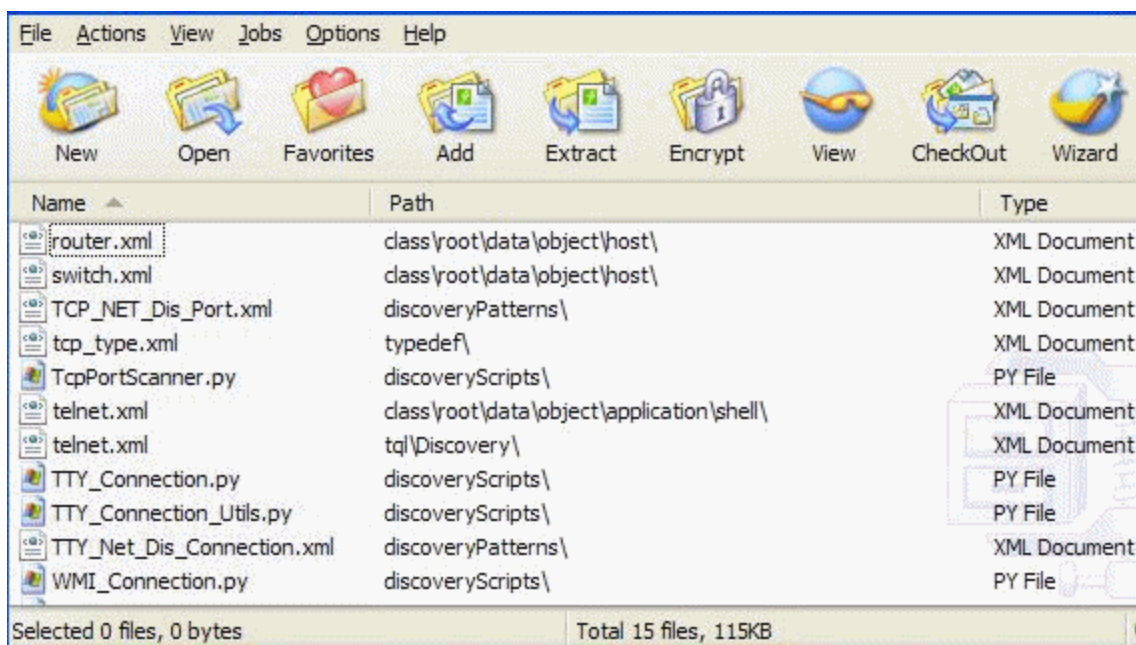 File Actions View Jobs Options Help
New Open Favorites Add Extract Encrypt View CheckOut Wizard
Name Path Type
router.xml class\root\data\object\host\ XML Document
switch.xml class\root\data\object\host\ XML Document
TCP_NET_Dis_Port.xml discoveryPatterns\ XML Document
tcp_type.xml typedef\ XML Document
TcpPortScanner.py discoveryScripts\ PY File
telnet.xml class\root\data\object\application\shell\ XML Document
telnet.xml tql\Discovery\ XML Document
TTY_Connection.py discoveryScripts\ PY File
TTY_Connection_Utils.py discoveryScripts\ PY File
TTY_Net_Dis_Connection.xml discoveryPatterns\ XML Document
WMI_Connection.py discoveryScripts\ PY File
Selected 0 files, 0 bytes Total 15 files, 115KB